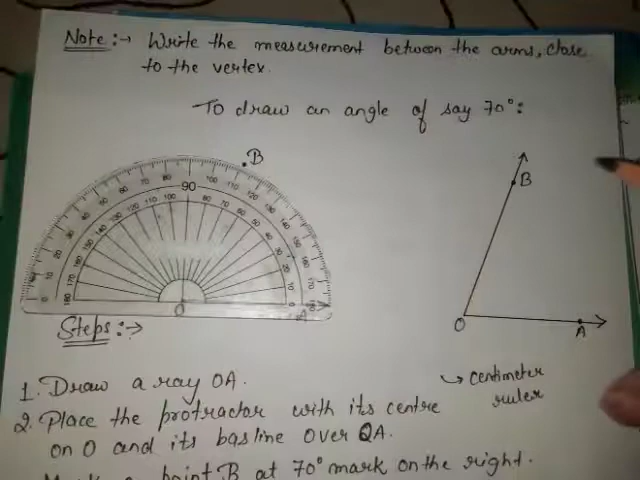 Note :→ Write the measurement between the arms, close
to the vertex.
To draw an angle of say 70°:
B
90
O
A
B
O
A
Steps :→
↳ centimeter
ruler
1. Draw a ray OA.
2. Place the protractor with its centre
on O and its basline over OA.
point B at 70° mark on the right.